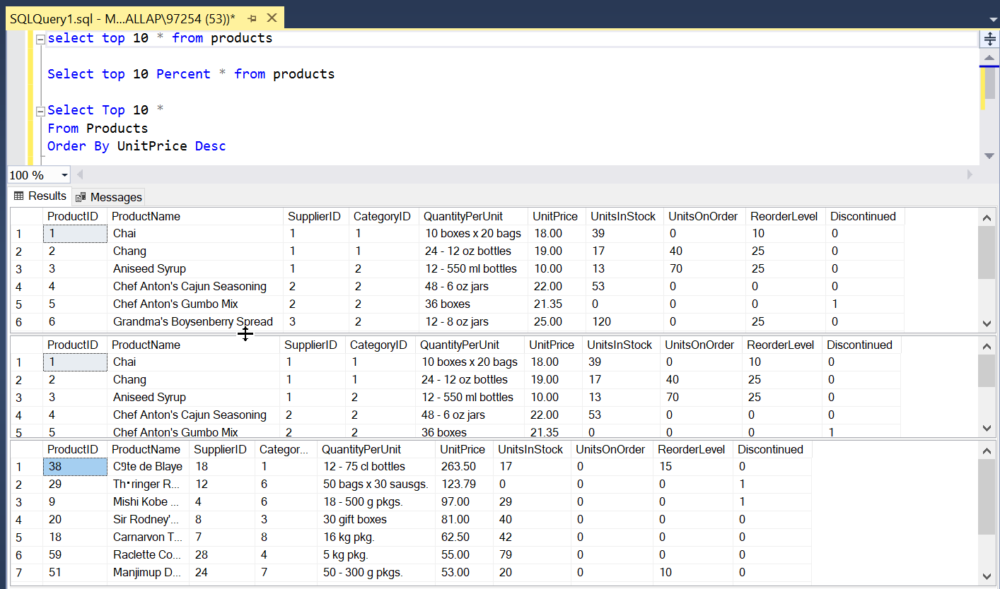 SQLQuery1.sql - M...ALLAP\97254 (53))*
select top 10 * from products
Select top 10 Percent * from products
Select Top 10 *
From Products
Order By UnitPrice Desc
100 %
Results Messages
ProductID ProductName SupplierID CategoryID QuantityPerUnit UnitPrice UnitsInStock UnitsOnOrder ReorderLevel Discontinued
1 1 Chai 1 1 10 boxes x 20 bags 18.00 39 0 10 0
2 2 Chang 1 1 24 - 12 oz bottles 19.00 17 40 25 0
3 3 Aniseed Syrup 1 2 12 - 550 ml bottles 10.00 13 70 25 0
4 4 Chef Anton's Cajun Seasoning 2 2 48 - 6 oz jars 22.00 53 0 0 0
5 5 Chef Anton's Gumbo Mix 2 2 36 boxes 21.35 0 0 0 1
6 6 Grandma's Boysenberry Spread 3 2 12 - 8 oz jars 25.00 120 0 25 0
ProductID ProductName SupplierID CategoryID QuantityPerUnit UnitPrice UnitsInStock UnitsOnOrder ReorderLevel Discontinued
1 1 Chai 1 1 10 boxes x 20 bags 18.00 39 0 10 0
2 2 Chang 1 1 24 - 12 oz bottles 19.00 17 40 25 0
3 3 Aniseed Syrup 1 2 12 - 550 ml bottles 10.00 13 70 25 0
4 4 Chef Anton's Cajun Seasoning 2 2 48 - 6 oz jars 22.00 53 0 0 0
5 5 Chef Anton's Gumbo Mix 2 2 36 boxes 21.35 0 0 0 1
ProductID ProductName SupplierID Categor... QuantityPerUnit UnitPrice UnitsInStock UnitsOnOrder ReorderLevel Discontinued
1 38 Cפte de Blaye 18 1 12 - 75 cl bottles 263.50 17 0 15 0
2 29 Th·ringer R... 12 6 50 bags x 30 sausgs. 123.79 0 0 0 1
3 9 Mishi Kobe ... 4 6 18 - 500 g pkgs. 97.00 29 0 0 1
4 20 Sir Rodney'... 8 3 30 gift boxes 81.00 40 0 0 0
5 18 Carnarvon T... 7 8 16 kg pkg. 62.50 42 0 0 0
6 59 Raclette Co... 28 4 5 kg pkg. 55.00 79 0 0 0
7 51 Manjimup D... 24 7 50 - 300 g pkgs. 53.00 20 0 10 0